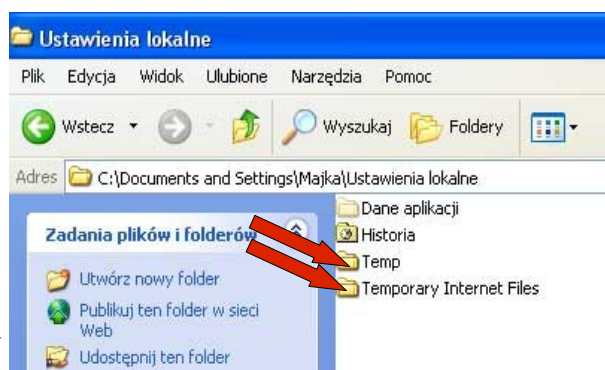 Ustawienia lokalne
Plik Edycja Widok Ulubione Narzędzia Pomoc
Wstecz Wyszukaj Foldery
Adres C:\Documents and Settings\Majka\Ustawienia lokalne
Zadania plików i folderów
Utwórz nowy folder
Publikuj ten folder w sieci
Web
Udostępnij ten folder
Dane aplikacji
Historia
Temp
Temporary Internet Files